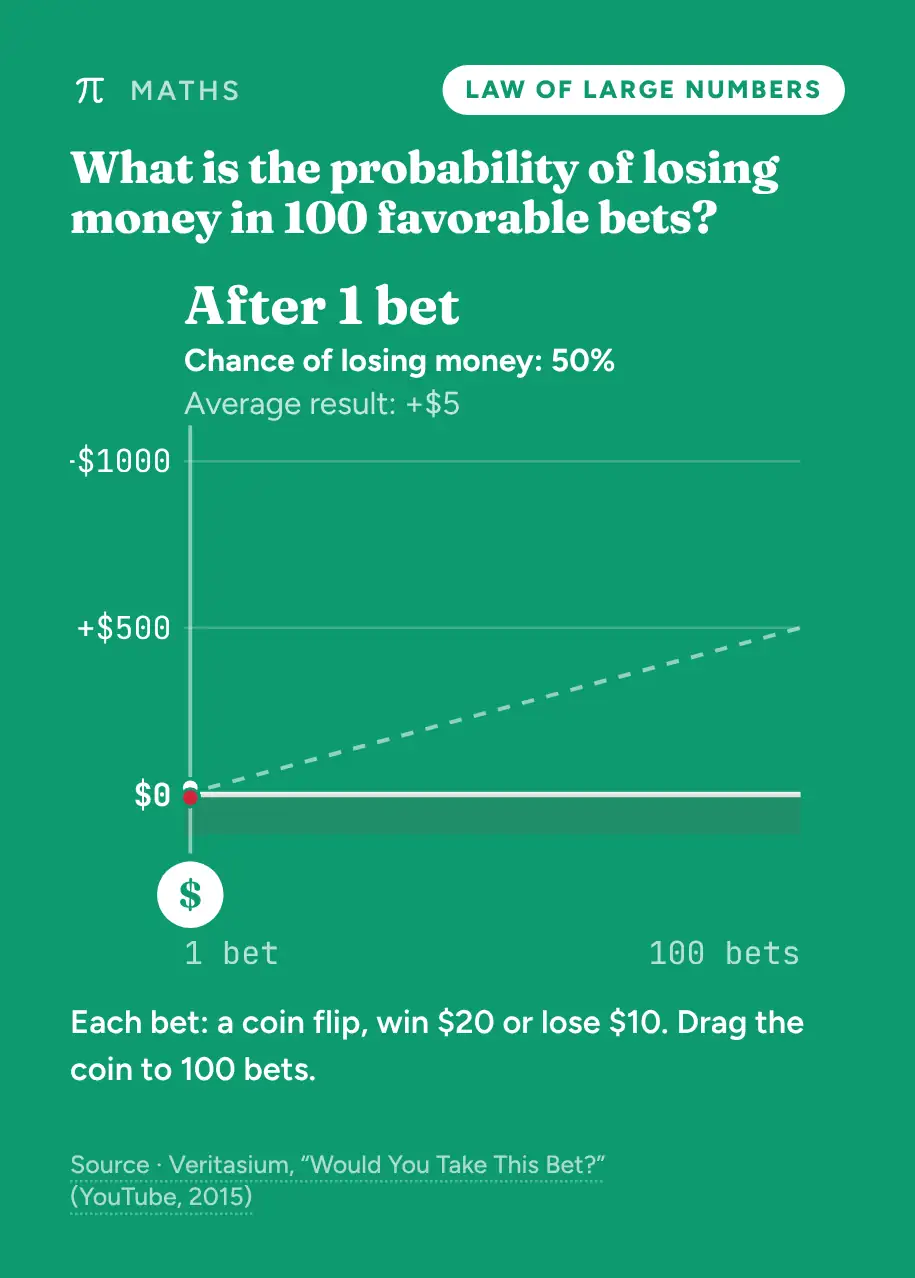 π MATHS
LAW OF LARGE NUMBERS
What is the probability of losing
money in 100 favorable bets?
After 1 bet
Chance of losing money: 50%
Average result: +$5
+$1000
+$500
$0
$
1 bet
100 bets
Each bet: a coin flip, win $20 or lose $10. Drag the
coin to 100 bets.
Source · Veritasium, “Would You Take This Bet?”
(YouTube, 2015)